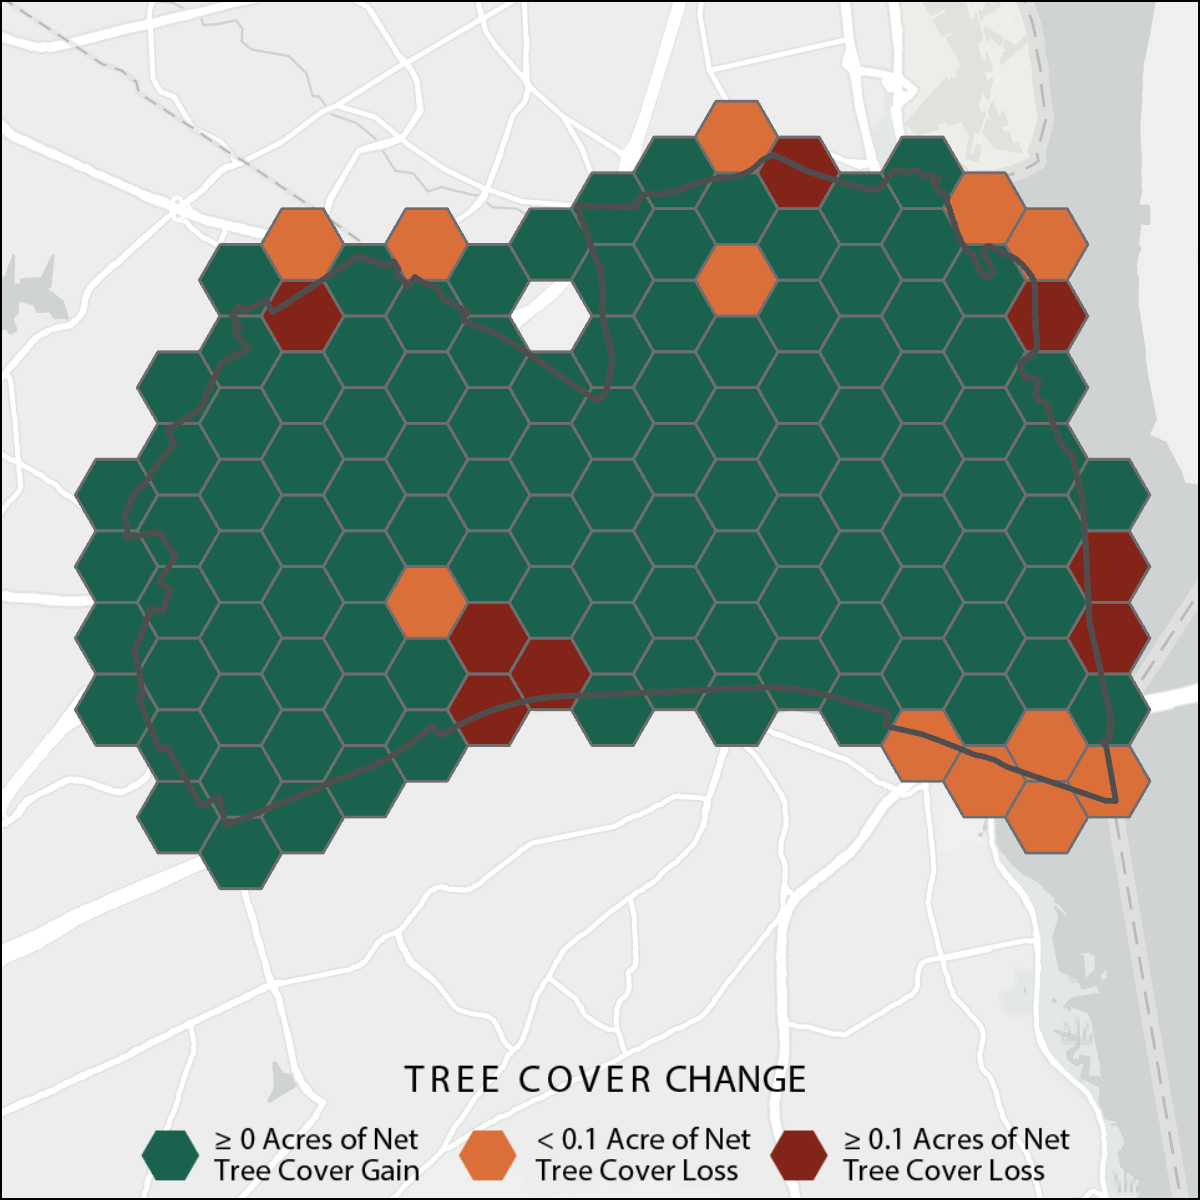 TREE COVER CHANGE
≥ 0 Acres of Net
Tree Cover Gain
< 0.1 Acre of Net
Tree Cover Loss
≥ 0.1 Acres of Net
Tree Cover Loss